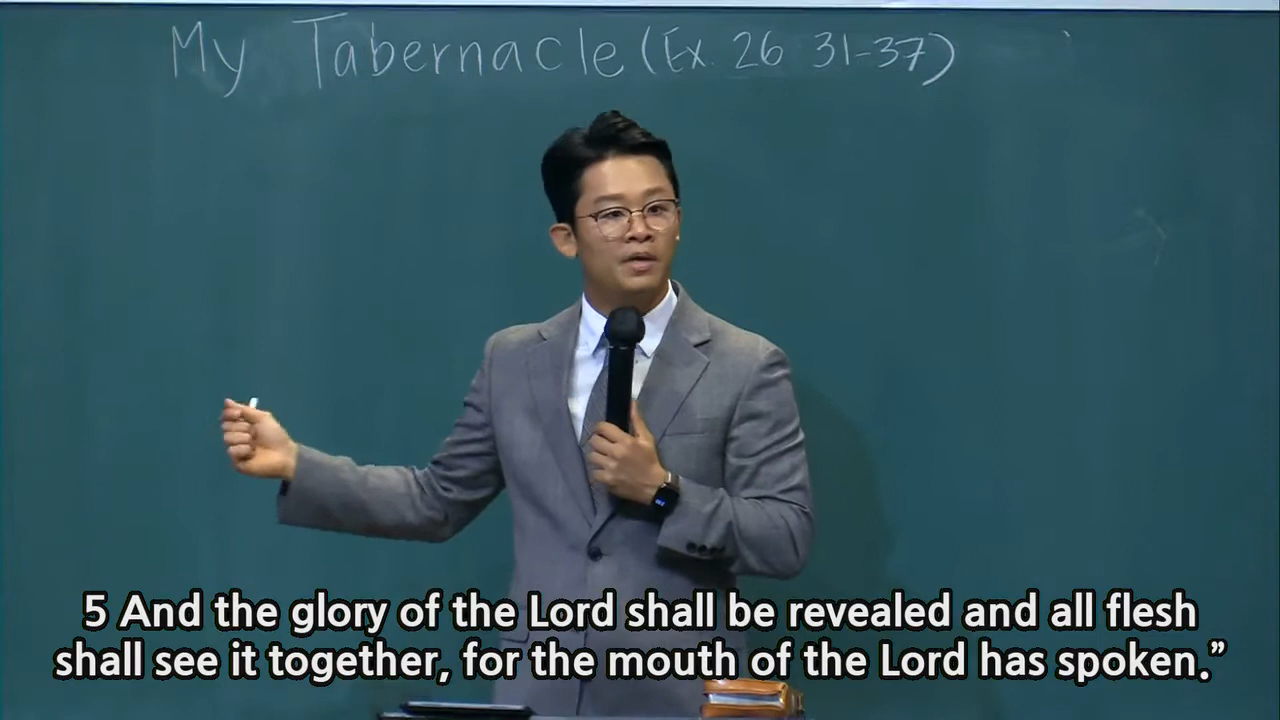 My Tabernacle (Ex. 26 31-37)
5 And the glory of the Lord shall be revealed and all flesh
shall see it together, for the mouth of the Lord has spoken.”